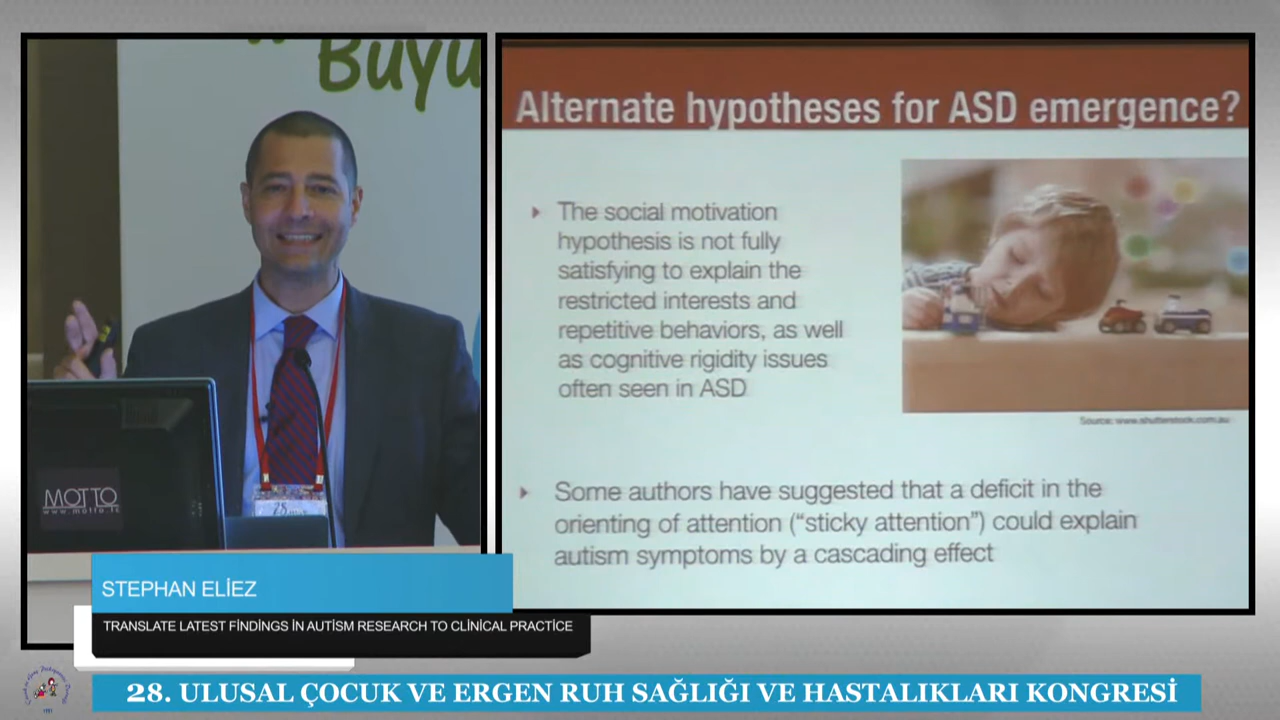 Büyü
MOTTO
www.motto.tc
Alternate hypotheses for ASD emergence?
The social motivation
hypothesis is not fully
satisfying to explain the
restricted interests and
repetitive behaviors, as well
as cognitive rigidity issues
often seen in ASD
Source: www.shutterstock.com.au
Some authors have suggested that a deficit in the
orienting of attention (“sticky attention”) could explain
autism symptoms by a cascading effect
STEPHAN ELİEZ
TRANSLATE LATEST FİNDİNGS İN AUTİSM RESEARCH TO CLİNİCAL PRACTİCE
28. ULUSAL ÇOCUK VE ERGEN RUH SAĞLIĞI VE HASTALIKLARI KONGRESİ